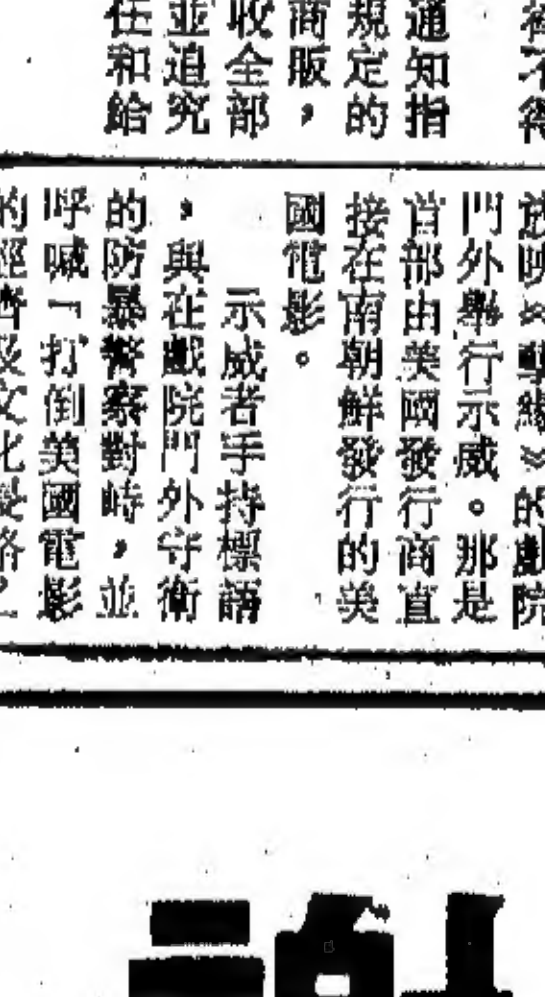 通知指
規定的
商販，
收全部
並追究
任和給
放映《孽緣》的戲院
門外舉行示威。那是
首部由美國發行商直
接在南朝鮮發行的美
國電影。
示威者手持標語
，與在戲院門外守衛
的防暴警察對峙，並
呼喊「打倒美國電影
的經濟及文化侵略」